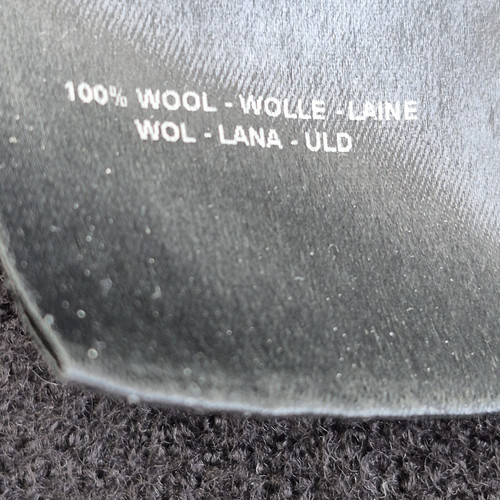 100% WOOL - WOLLE - LAINE
WOL - LANA - ULD